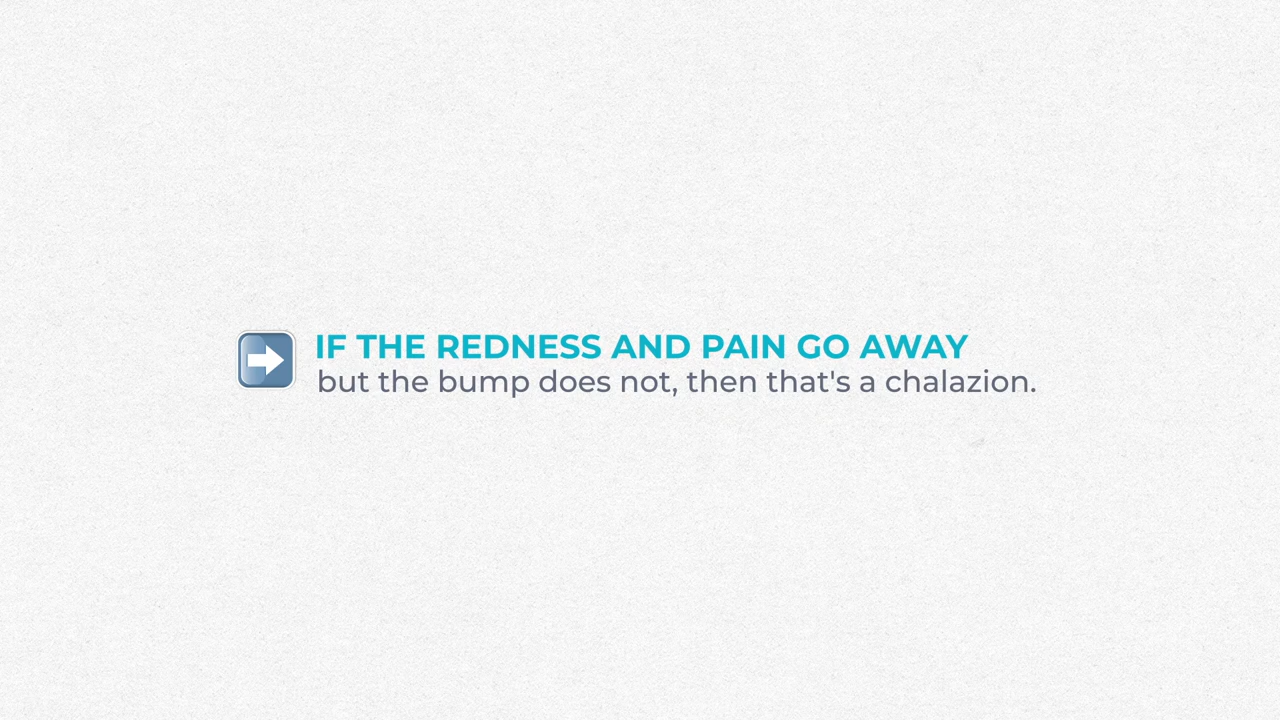 IF THE REDNESS AND PAIN GO AWAY
but the bump does not, then that's a chalazion.